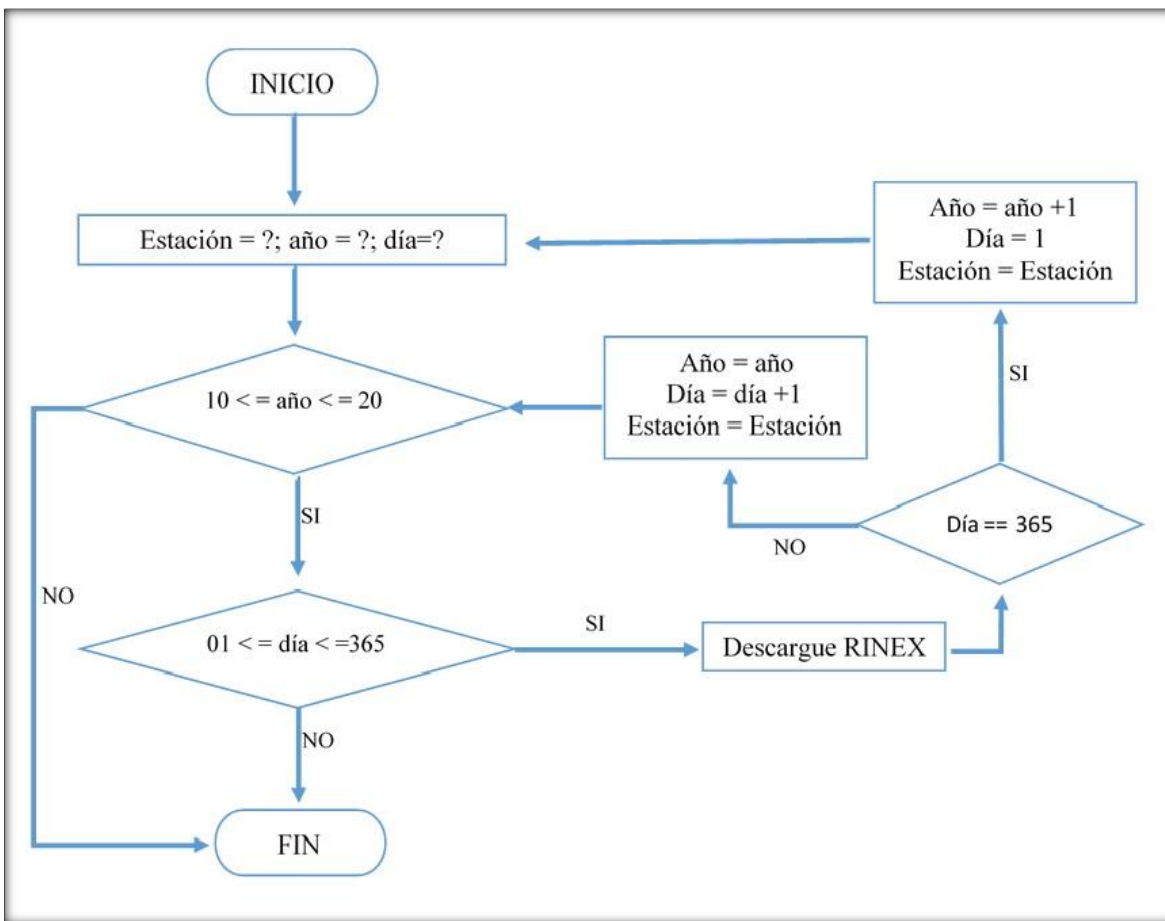 INICIO
Estación = ?; año = ?; día=?
Año = año +1
Día = 1
Estación = Estación
10 < = año < = 20
Año = año
Día = día +1
Estación = Estación
SI
Día == 365
NO
SI
NO
01 < = día < =365
SI
Descargue RINEX
NO
FIN